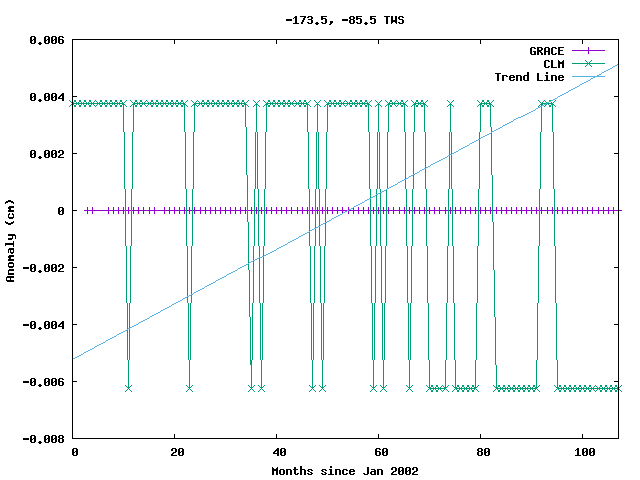 -173.5, -85.5 TWS
GRACE
CLM
Trend Line
0.006
0.004
0.002
0
-0.002
-0.004
-0.006
-0.008
Anomaly (cm)
0 20 40 60 80 100
Months since Jan 2002